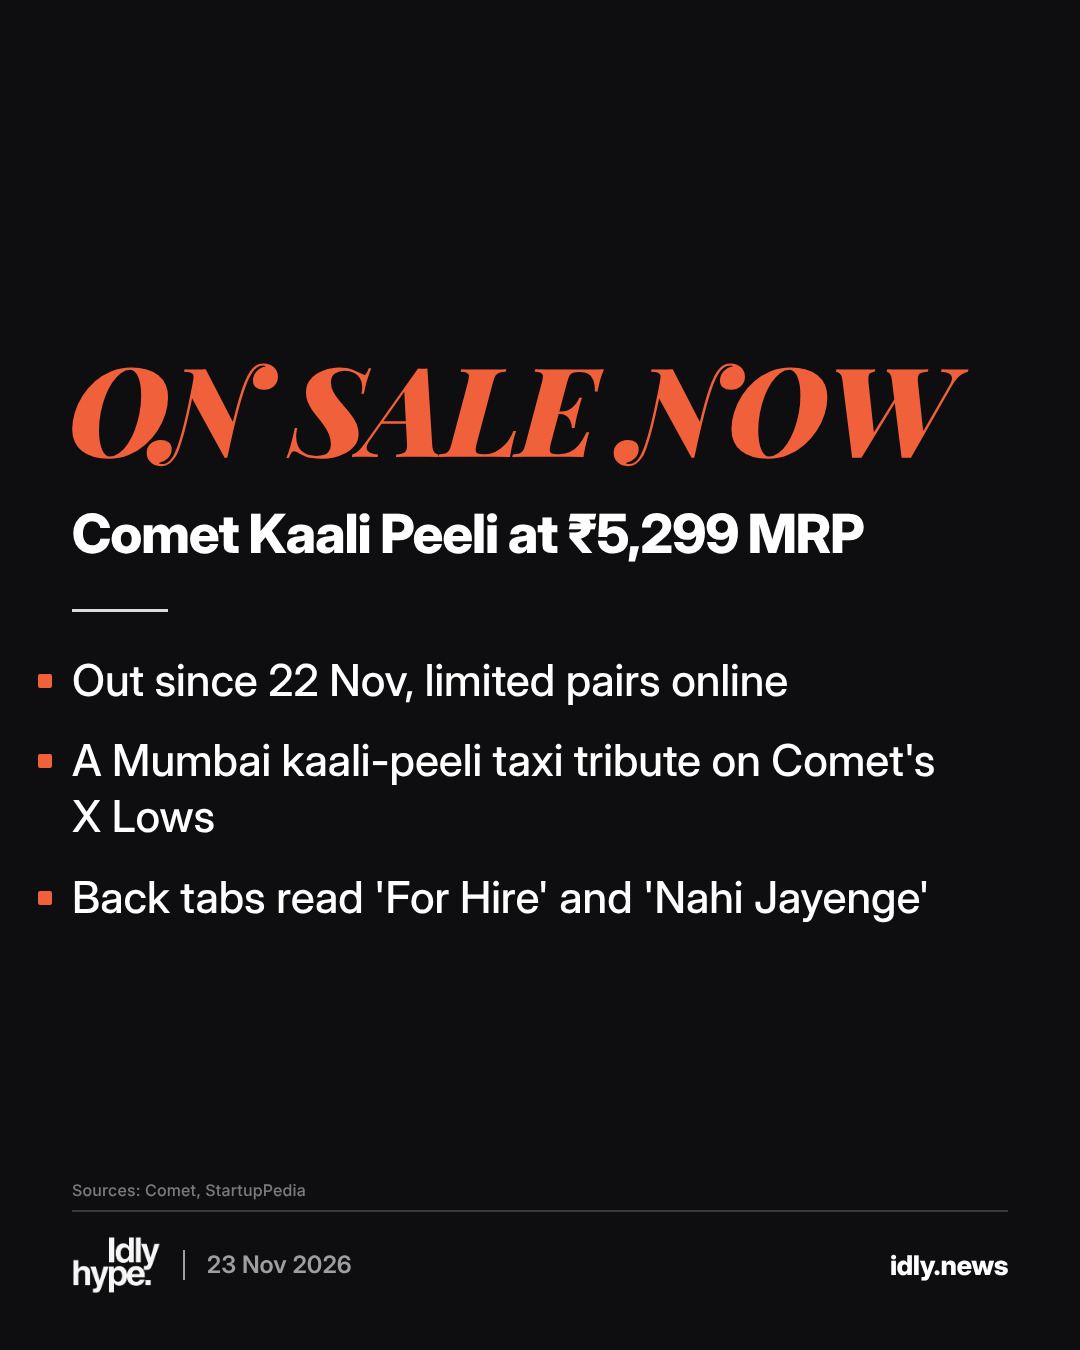 ON SALE NOW
Comet Kaali Peeli at ₹5,299 MRP
Out since 22 Nov, limited pairs online
A Mumbai kaali-peeli taxi tribute on Comet's
X Lows
Back tabs read 'For Hire' and 'Nahi Jayenge'
Sources: Comet, StartupPedia
Idly
hype.
23 Nov 2026
idly.news